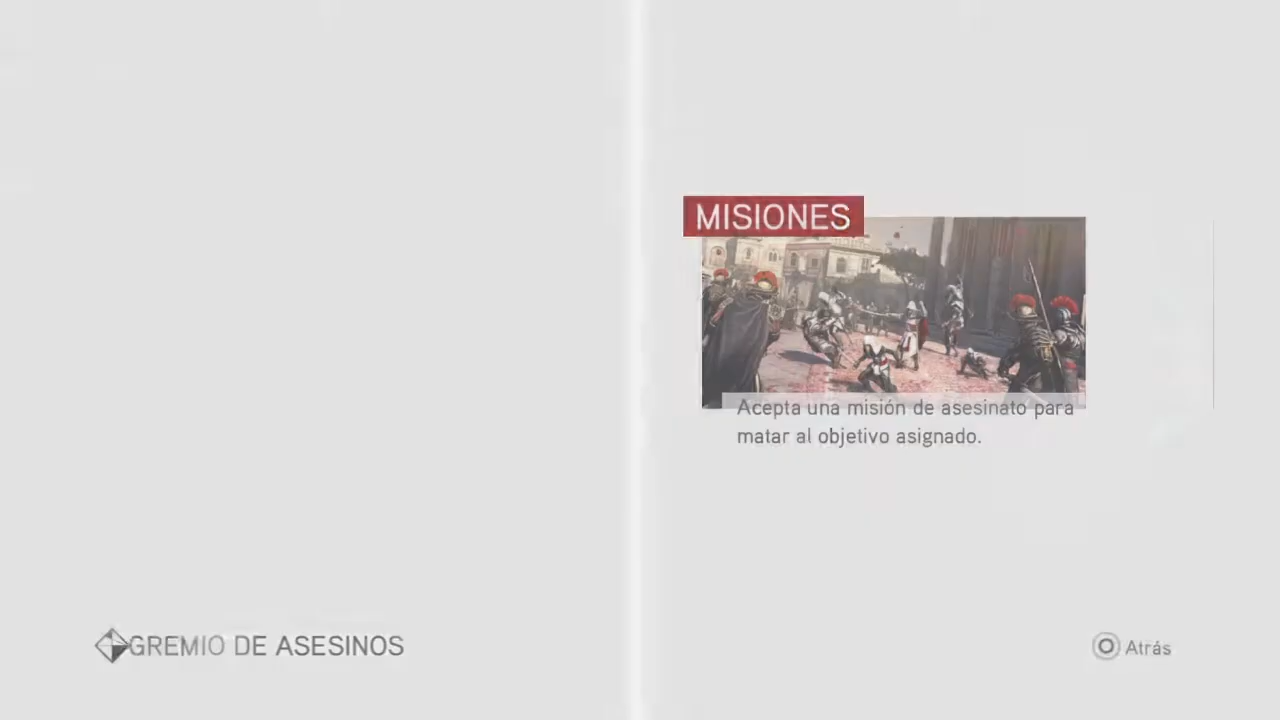 MISIONES
Acepta una misión de asesinato para
matar al objetivo asignado.
GREMIO DE ASESINOS
Atrás